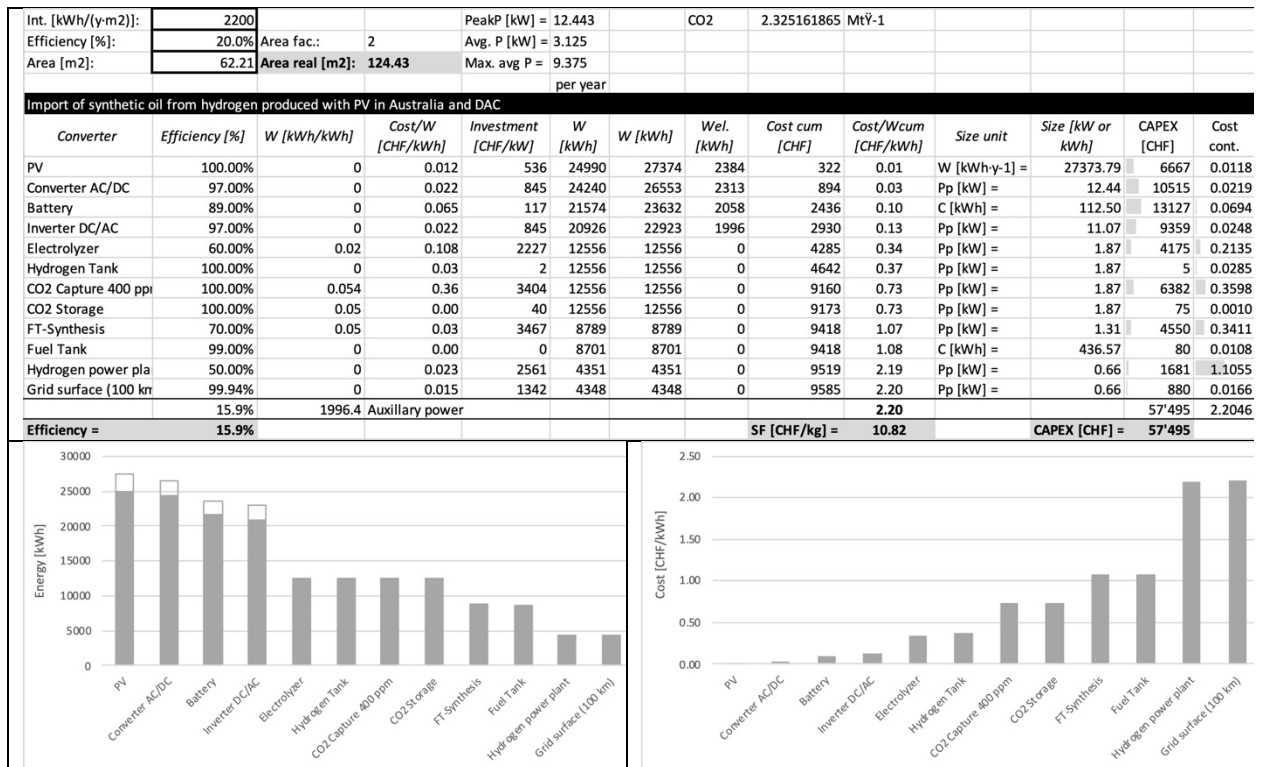 Int. [kWh/(y·m2)]: 2200 PeakP [kW] = 12.443 CO2 2.325161865 MtŸ-1
Efficiency [%]: 20.0% Area fac.: 2 Avg. P [kW] = 3.125
Area [m2]: 62.21 Area real [m2]: 124.43 Max. avg P = 9.375
per year
Import of synthetic oil from hydrogen produced with PV in Australia and DAC
Converter Efficiency [%] W [kWh/kWh] Cost/W [CHF/kWh] Investment [CHF/kW] W [kWh] W [kWh] Wel. [kWh] Cost cum [CHF] Cost/Wcum [CHF/kWh] Size unit Size [kW or kWh] CAPEX [CHF] Cost cont.
PV 100.00% 0 0.012 536 24990 27374 2384 322 0.01 W [kWh·y-1] = 27373.79 6667 0.0118
Converter AC/DC 97.00% 0 0.022 845 24240 26553 2313 894 0.03 Pp [kW] = 12.44 10515 0.0219
Battery 89.00% 0 0.065 117 21574 23632 2058 2436 0.10 C [kWh] = 112.50 13127 0.0694
Inverter DC/AC 97.00% 0 0.022 845 20926 22923 1996 2930 0.13 Pp [kW] = 11.07 9359 0.0248
Electrolyzer 60.00% 0.02 0.108 2227 12556 12556 0 4285 0.34 Pp [kW] = 1.87 4175 0.2135
Hydrogen Tank 100.00% 0 0.03 2 12556 12556 0 4642 0.37 Pp [kW] = 1.87 5 0.0285
CO2 Capture 400 ppr 100.00% 0.054 0.36 3404 12556 12556 0 9160 0.73 Pp [kW] = 1.87 6382 0.3598
CO2 Storage 100.00% 0.05 0.00 40 12556 12556 0 9173 0.73 Pp [kW] = 1.87 75 0.0010
FT-Synthesis 70.00% 0.05 0.03 3467 8789 8789 0 9418 1.07 Pp [kW] = 1.31 4550 0.3411
Fuel Tank 99.00% 0 0.00 0 8701 8701 0 9418 1.08 C [kWh] = 436.57 80 0.0108
Hydrogen power pla 50.00% 0 0.023 2561 4351 4351 0 9519 2.19 Pp [kW] = 0.66 1681 1.1055
Grid surface (100 kn 99.94% 0 0.015 1342 4348 4348 0 9585 2.20 Pp [kW] = 0.66 880 0.0166
15.9% 1996.4 Auxillary power 2.20 57'495 2.2046
Efficiency = 15.9% SF [CHF/kg] = 10.82 CAPEX [CHF] = 57'495
Energy [kWh]
30000
25000
20000
15000
10000
5000
0
PV Converter AC/DC Battery Inverter DC/AC Electrolyzer Hydrogen Tank CO2 Capture 400 ppm CO2 Storage FT-Synthesis Fuel Tank Hydrogen power plant Grid surface (100 km)
Cost [CHF/kWh]
2.50
2.00
1.50
1.00
0.50
0.00
PV Converter AC/DC Battery Inverter DC/AC Electrolyzer Hydrogen Tank CO2 Capture 400 ppm CO2 Storage FT-Synthesis Fuel Tank Hydrogen power plant Grid surface (100 km)